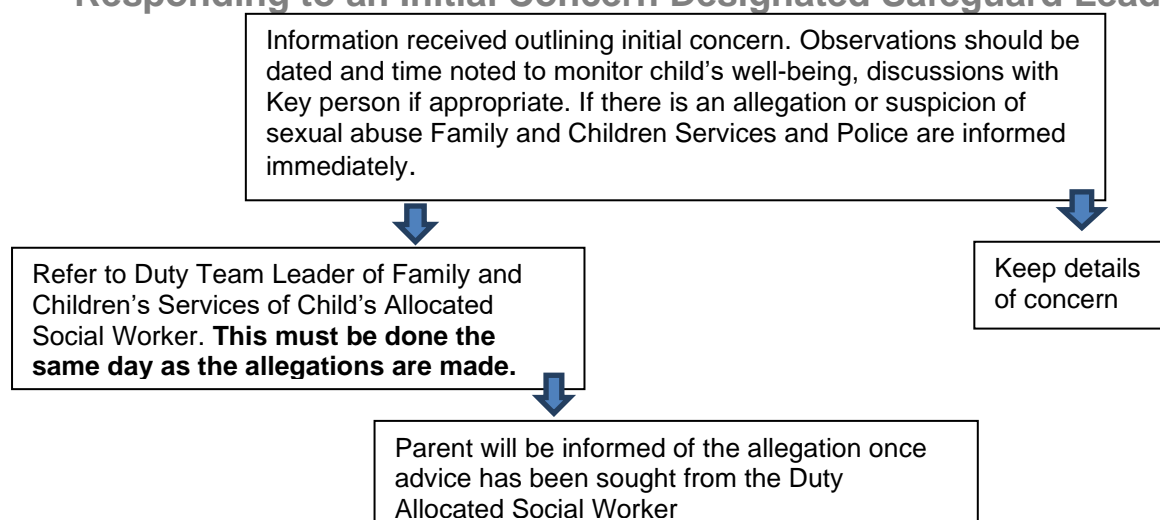 Responding to an Initial Concern Designated Safeguard Lead
Information received outlining initial concern. Observations should be
dated and time noted to monitor child's well-being, discussions with
Key person if appropriate. If there is an allegation or suspicion of
sexual abuse Family and Children Services and Police are informed
immediately.
Refer to Duty Team Leader of Family and
Children's Services of Child's Allocated
Social Worker. This must be done the
same day as the allegations are made.
Keep details
of concern
Parent will be informed of the allegation once
advice has been sought from the Duty
Allocated Social Worker